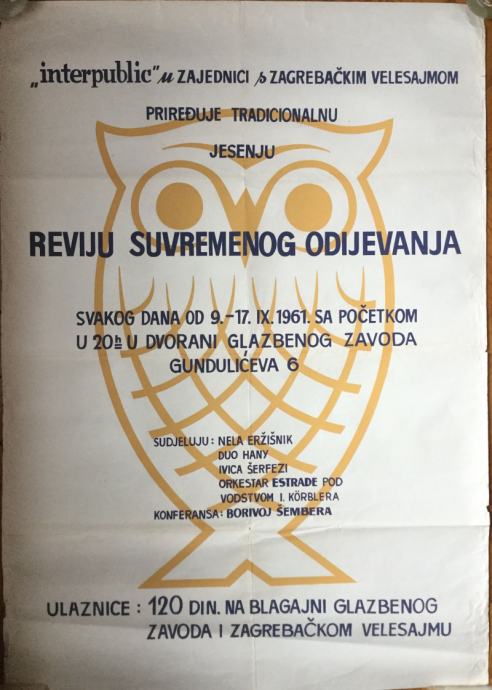 „interpublic" u ZAJEDNICI s ZAGREBAČKIM VELESAJMOM
PRIREĐUJE TRADICIONALNU
JESENJU
REVIJU SUVREMENOG ODIJEVANJA
SVAKOG DANA OD 9.–17. IX. 1961. SA POČETKOM
U 20h U DVORANI GLAZBENOG ZAVODA
GUNDULIĆEVA 6
SUDJELUJU: NELA ERŽIŠNIK
DUO HANY
IVICA ŠERFEZI
ORKESTAR ESTRADE POD
VODSTVOM I. KÖRBLERA
KONFERANSA: BORIVOJ ŠEMBERA
ULAZNICE: 120 DIN. NA BLAGAJNI GLAZBENOG
ZAVODA I ZAGREBAČKOM VELESAJMU